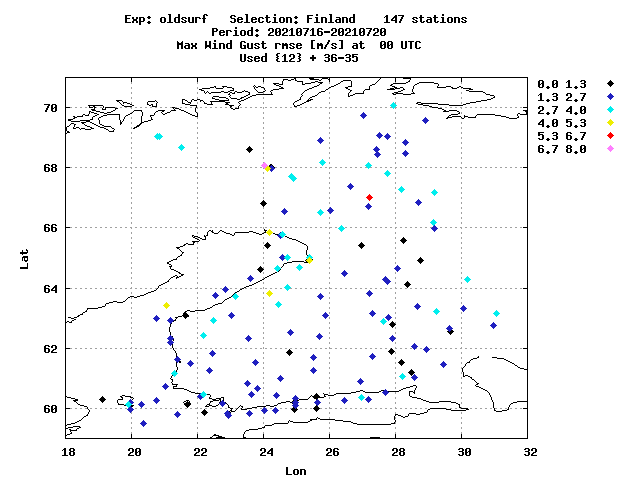 Exp: oldsurf   Selection: Finland    147 stations
Period: 20210716-20210720
Max Wind Gust rmse [m/s] at  00 UTC
Used {12} + 36-35
0.0 1.3
1.3 2.7
2.7 4.0
4.0 5.3
5.3 6.7
6.7 8.0
70
68
66
64
62
60
Lat
18 20 22 24 26 28 30 32
Lon